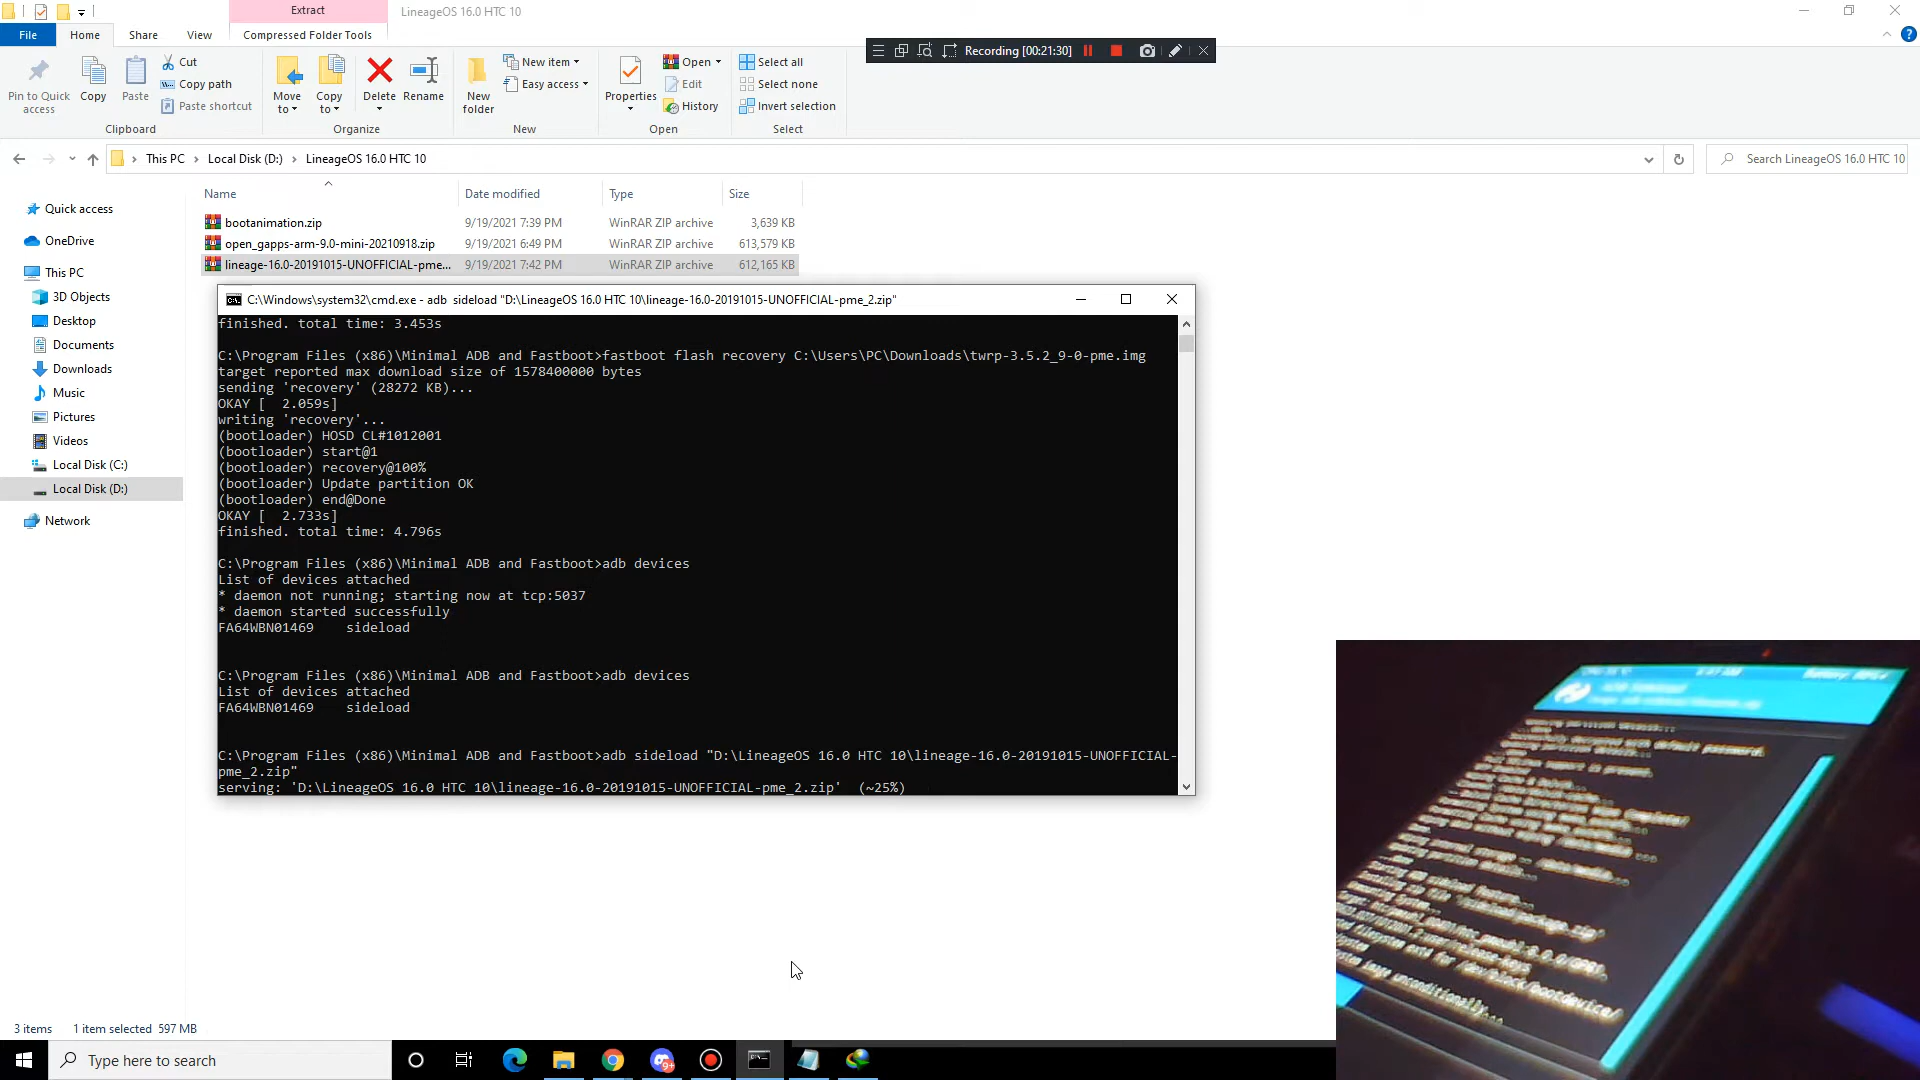 Extract
LineageOS 16.0 HTC 10
File
Home
Share
View
Compressed Folder Tools
Recording [00:21:30]
Pin to Quick access
Copy
Paste
Cut
Copy path
Paste shortcut
Clipboard
Move to
Copy to
Delete
Rename
Organize
New folder
New item
Easy access
New
Properties
Open
Edit
History
Open
Select all
Select none
Invert selection
Select
This PC
Local Disk (D:)
LineageOS 16.0 HTC 10
Search LineageOS 16.0 HTC 10
Quick access
OneDrive
This PC
3D Objects
Desktop
Documents
Downloads
Music
Pictures
Videos
Local Disk (C:)
Local Disk (D:)
Network
Name Date modified Type Size
bootanimation.zip 9/19/2021 7:39 PM WinRAR ZIP archive 3,639 KB
open_gapps-arm-9.0-mini-20210918.zip 9/19/2021 6:49 PM WinRAR ZIP archive 613,579 KB
lineage-16.0-20191015-UNOFFICIAL-pme... 9/19/2021 7:42 PM WinRAR ZIP archive 612,165 KB
C:\Windows\system32\cmd.exe - adb sideload "D:\LineageOS 16.0 HTC 10\lineage-16.0-20191015-UNOFFICIAL-pme_2.zip"
finished. total time: 3.453s
C:\Program Files (x86)\Minimal ADB and Fastboot>fastboot flash recovery C:\Users\PC\Downloads\twrp-3.5.2_9-0-pme.img
target reported max download size of 1578400000 bytes
sending 'recovery' (28272 KB)...
OKAY [  2.059s]
writing 'recovery'...
(bootloader) HOSD CL#1012001
(bootloader) start@1
(bootloader) recovery@100%
(bootloader) Update partition OK
(bootloader) end@Done
OKAY [  2.733s]
finished. total time: 4.796s
C:\Program Files (x86)\Minimal ADB and Fastboot>adb devices
List of devices attached
* daemon not running; starting now at tcp:5037
* daemon started successfully
FA64WBN01469    sideload
C:\Program Files (x86)\Minimal ADB and Fastboot>adb devices
List of devices attached
FA64WBN01469    sideload
C:\Program Files (x86)\Minimal ADB and Fastboot>adb sideload "D:\LineageOS 16.0 HTC 10\lineage-16.0-20191015-UNOFFICIAL-
pme_2.zip"
serving: 'D:\LineageOS 16.0 HTC 10\lineage-16.0-20191015-UNOFFICIAL-pme_2.zip'  (~25%)
3 items 1 item selected 597 MB
Type here to search
9+